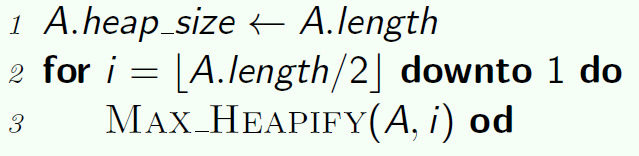 1 A.heap_size ← A.length
2 for i = ⌊A.length/2⌋ downto 1 do
3 MAX_HEAPIFY(A, i) od